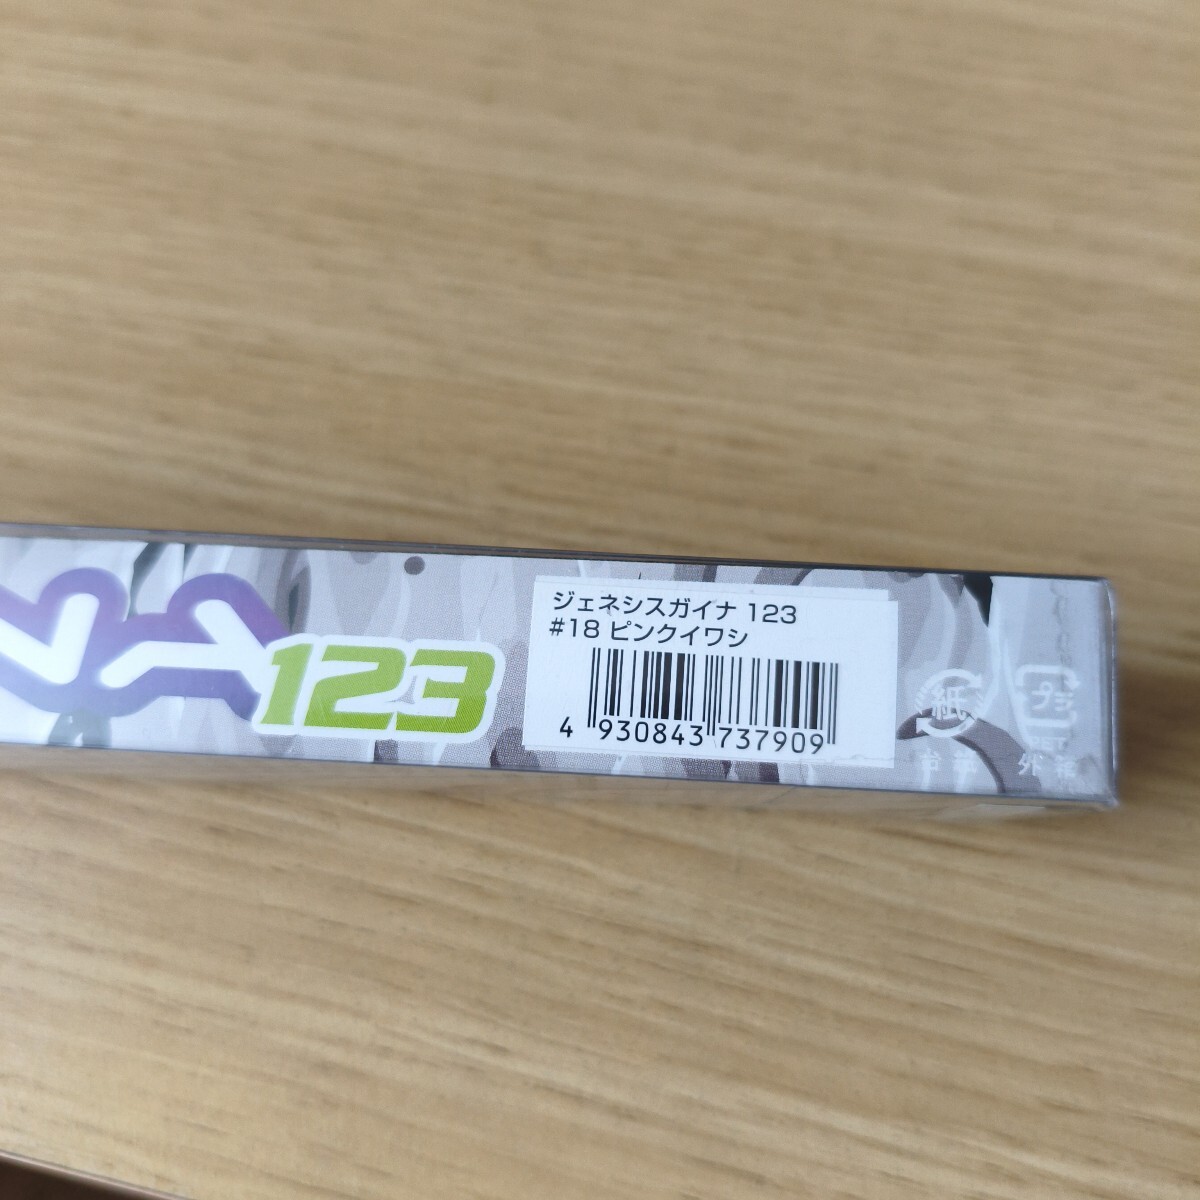 123
ジェネシスガイナ 123
#18 ピンクイワシ
4 930843 737909
紙
プラ
外 箱